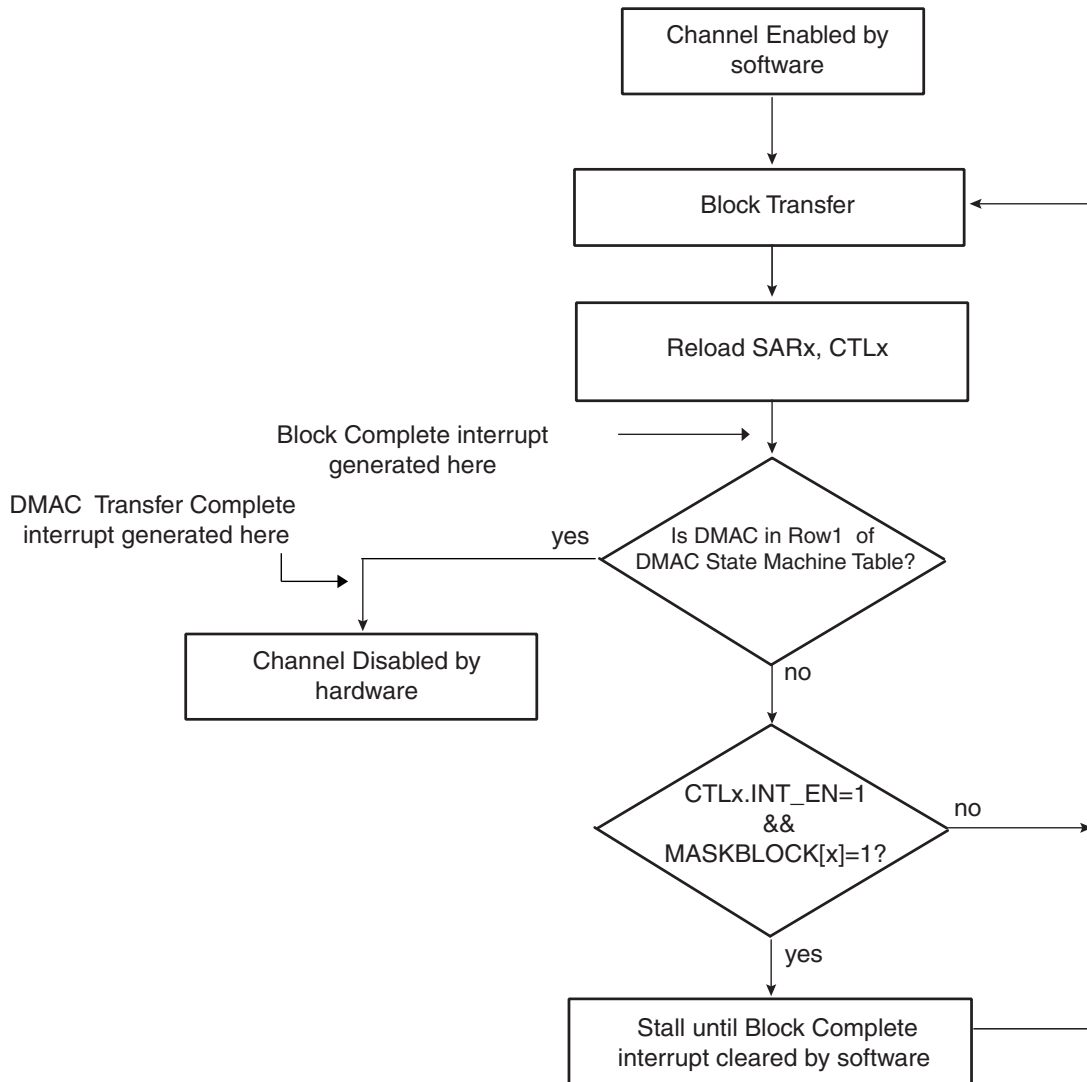 Channel Enabled by
software
Block Transfer
Reload SARx, CTLx
Block Complete interrupt
generated here
DMAC Transfer Complete
interrupt generated here
yes
Is DMAC in Row1 of
DMAC State Machine Table?
Channel Disabled by
hardware
no
CTLx.INT_EN=1
&&
MASKBLOCK[x]=1?
no
yes
Stall until Block Complete
interrupt cleared by software